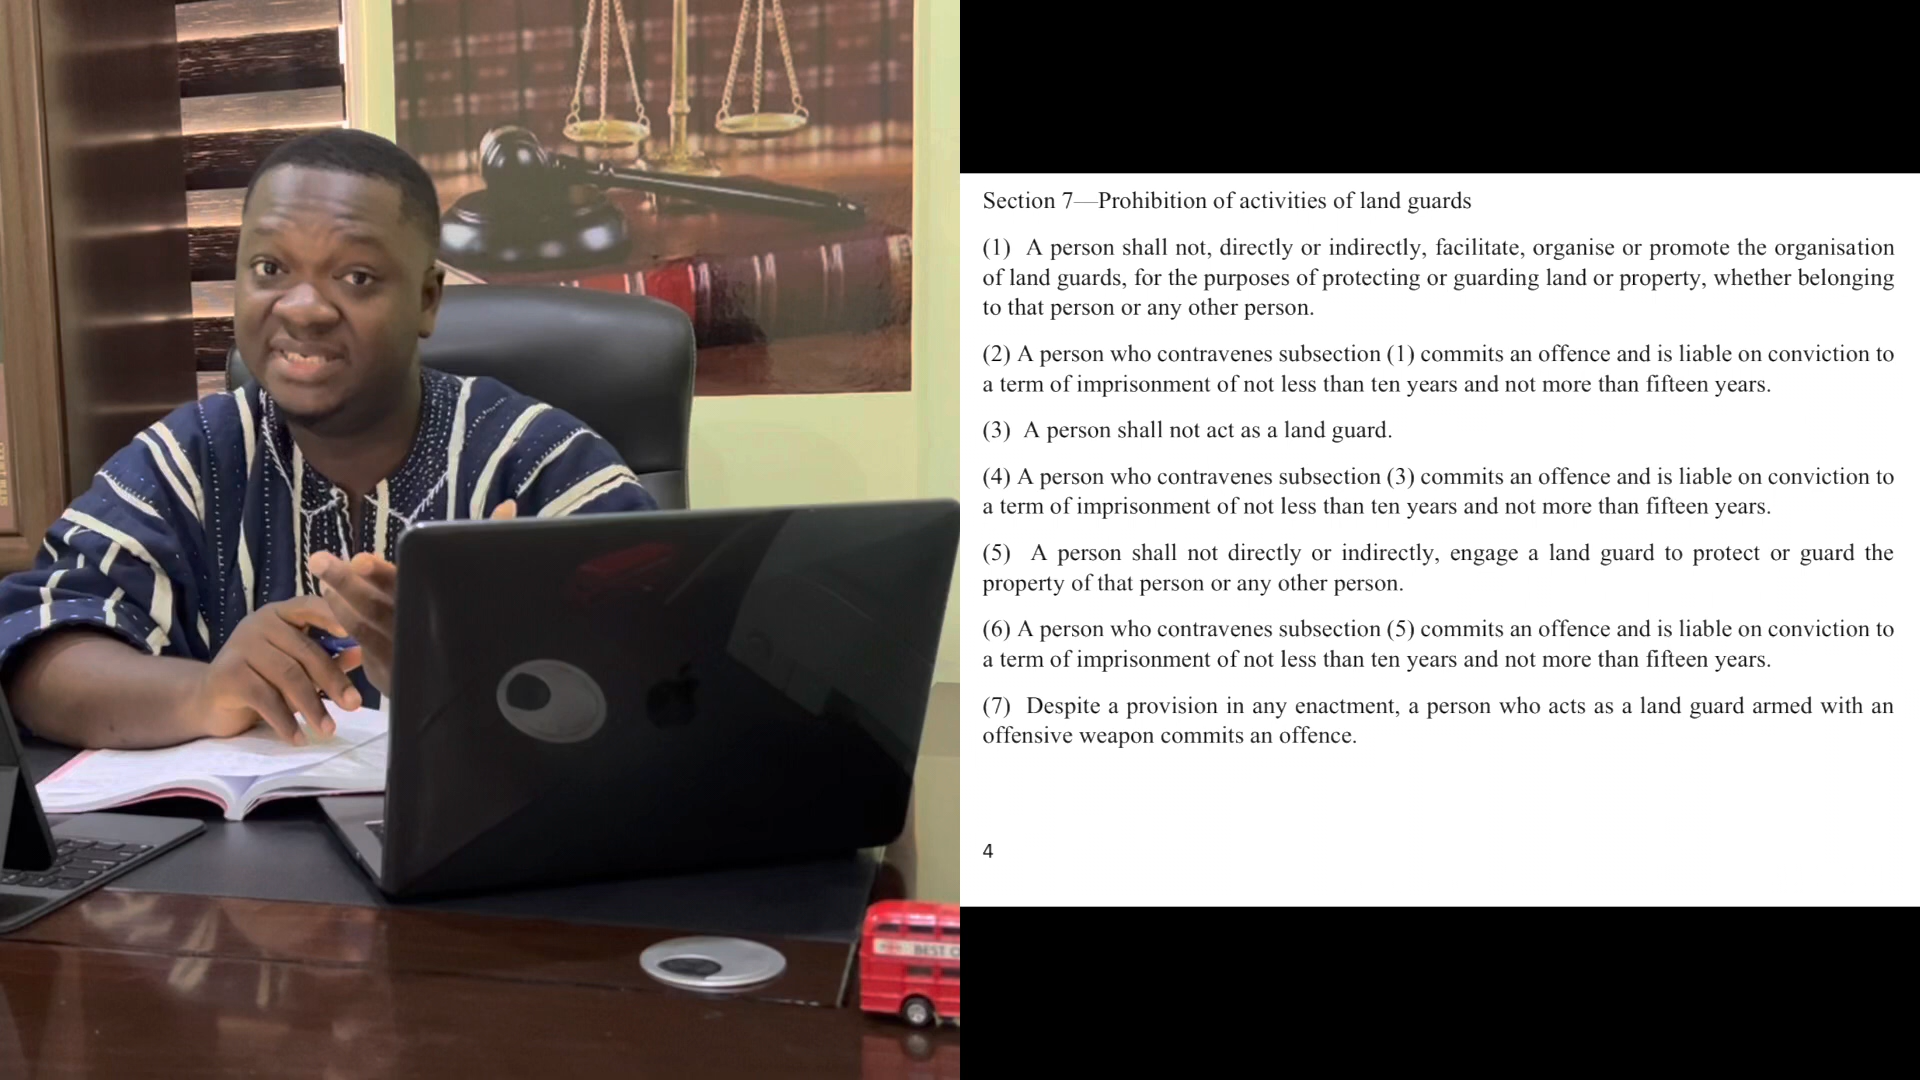 Section 7—Prohibition of activities of land guards
(1) A person shall not, directly or indirectly, facilitate, organise or promote the organisation
of land guards, for the purposes of protecting or guarding land or property, whether belonging
to that person or any other person.
(2) A person who contravenes subsection (1) commits an offence and is liable on conviction to
a term of imprisonment of not less than ten years and not more than fifteen years.
(3) A person shall not act as a land guard.
(4) A person who contravenes subsection (3) commits an offence and is liable on conviction to
a term of imprisonment of not less than ten years and not more than fifteen years.
(5) A person shall not directly or indirectly, engage a land guard to protect or guard the
property of that person or any other person.
(6) A person who contravenes subsection (5) commits an offence and is liable on conviction to
a term of imprisonment of not less than ten years and not more than fifteen years.
(7) Despite a provision in any enactment, a person who acts as a land guard armed with an
offensive weapon commits an offence.
4
BEST